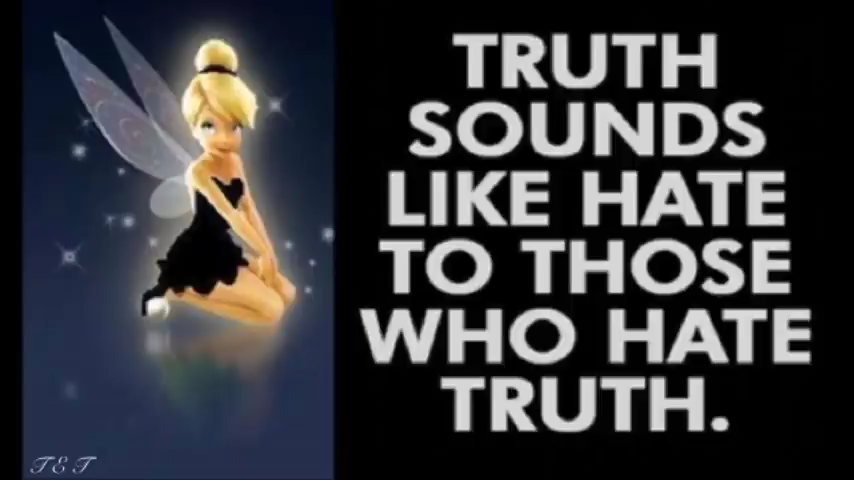 TRUTH
SOUNDS
LIKE HATE
TO THOSE
WHO HATE
TRUTH.
T & T